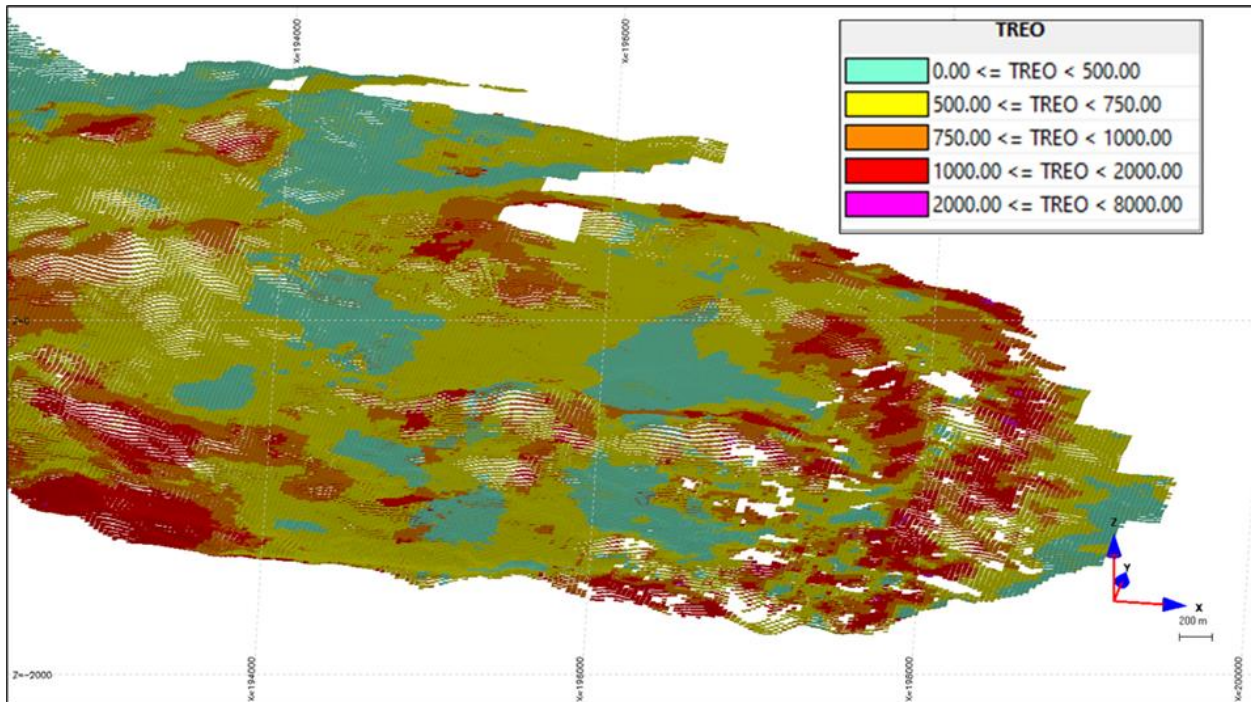 X=194000
X=196000
TREO
0.00 <= TREO < 500.00
500.00 <= TREO < 750.00
750.00 <= TREO < 1000.00
1000.00 <= TREO < 2000.00
2000.00 <= TREO < 8000.00
Z=0
Z
Y
X
200 m
Z=-2000
X=194000
X=196000
X=198000
X=200000